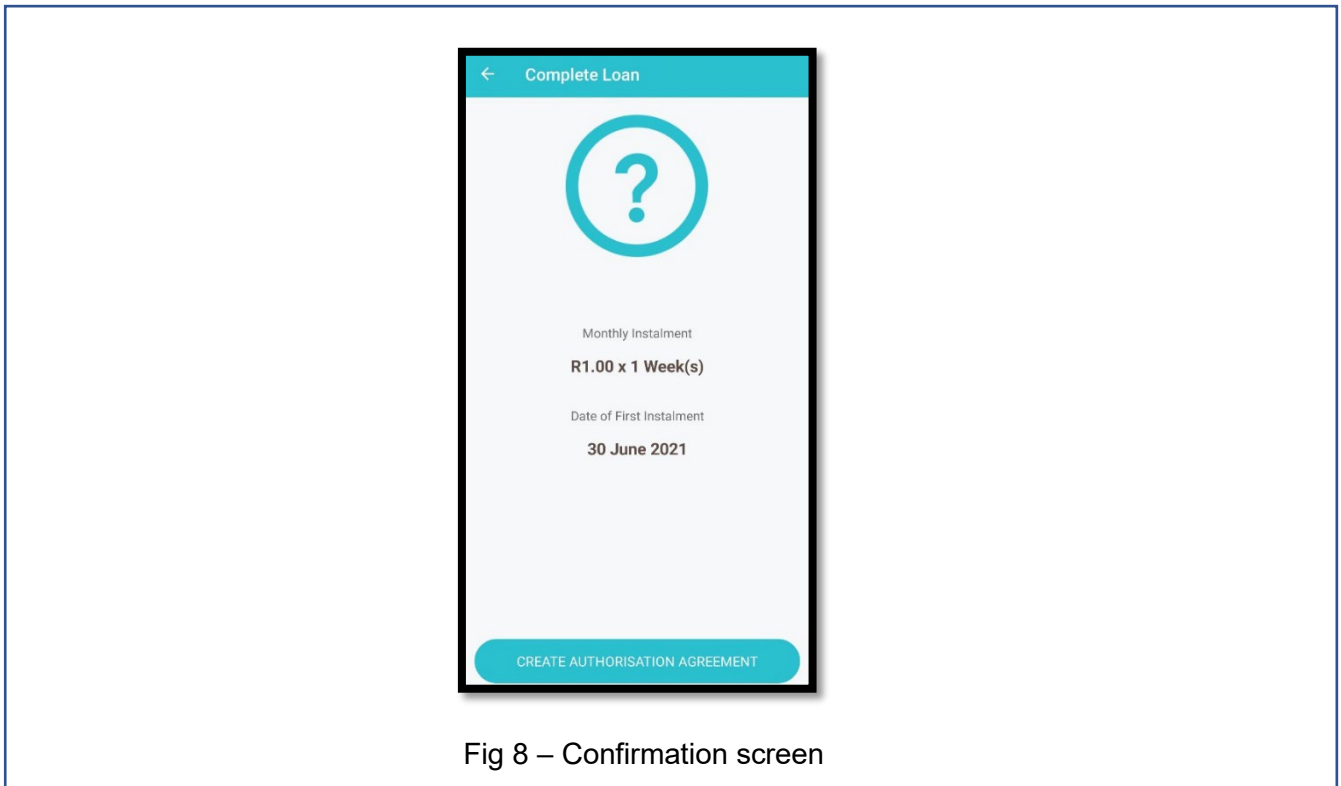 ← Complete Loan
?
Monthly Instalment
R1.00 x 1 Week(s)
Date of First Instalment
30 June 2021
CREATE AUTHORISATION AGREEMENT
Fig 8 – Confirmation screen